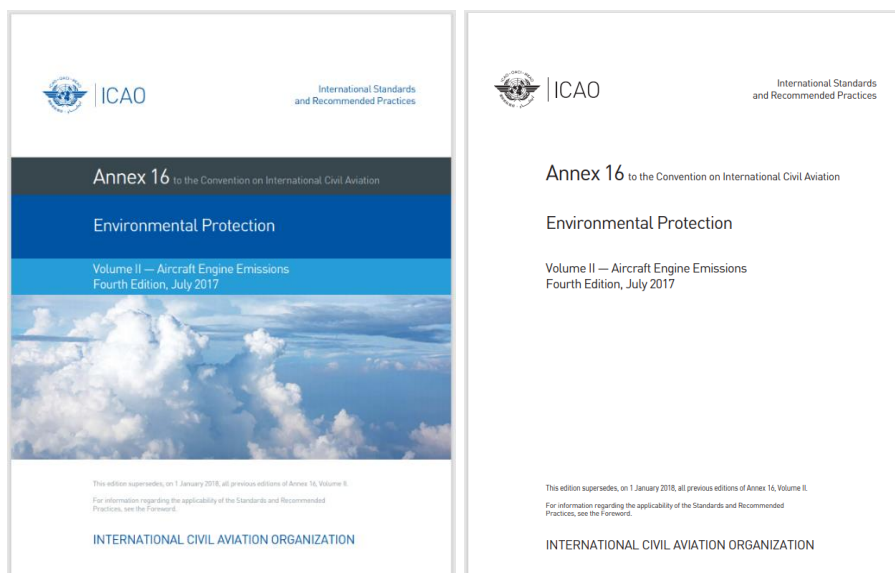 ICAO
International Standards
and Recommended Practices
Annex 16 to the Convention on International Civil Aviation
Environmental Protection
Volume II — Aircraft Engine Emissions
Fourth Edition, July 2017
This edition supersedes, on 1 January 2018, all previous editions of Annex 16, Volume II.
For information regarding the applicability of the Standards and Recommended
Practices, see the Foreword.
INTERNATIONAL CIVIL AVIATION ORGANIZATION
ICAO
International Standards
and Recommended Practices
Annex 16 to the Convention on International Civil Aviation
Environmental Protection
Volume II — Aircraft Engine Emissions
Fourth Edition, July 2017
This edition supersedes, on 1 January 2018, all previous editions of Annex 16, Volume II.
For information regarding the applicability of the Standards and Recommended
Practices, see the Foreword.
INTERNATIONAL CIVIL AVIATION ORGANIZATION